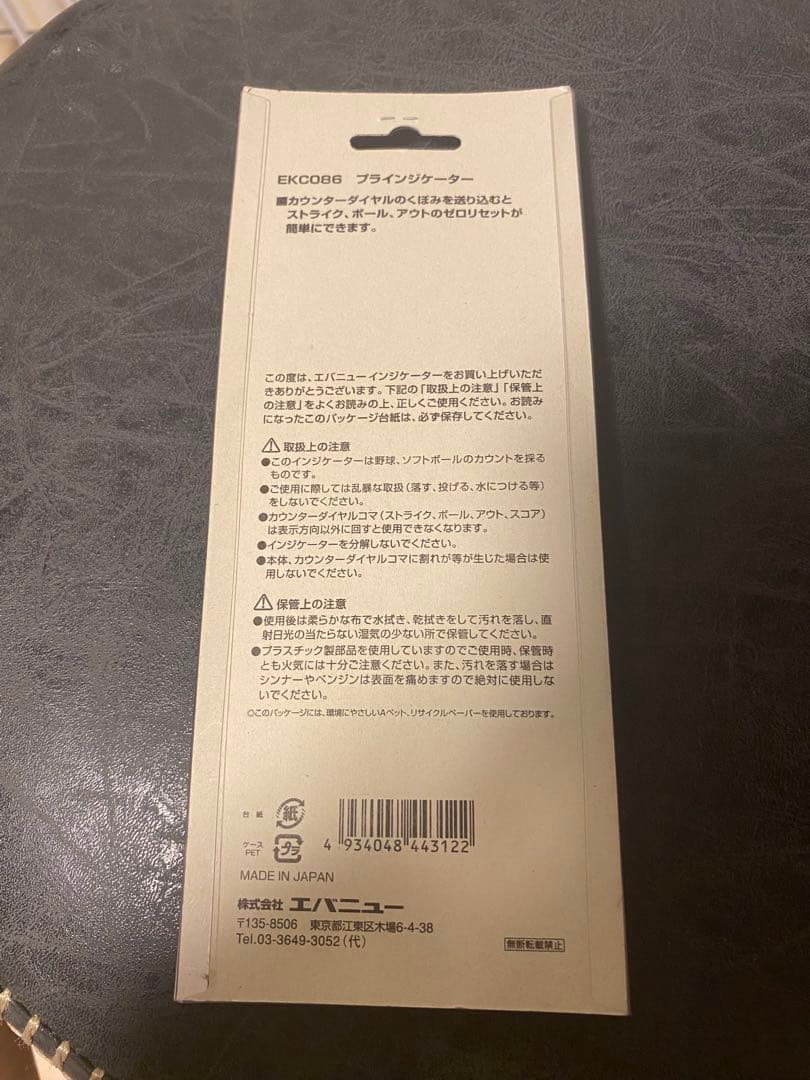 EKC086 プラインジケーター
■カウンターダイヤルのくぼみを送り込むと
ストライク、ボール、アウトのゼロリセットが
簡単にできます。
この度は、エバニューインジケーターをお買い上げいただ
きありがとうございます。下記の「取扱上の注意」「保管上
の注意」をよくお読みの上、正しくご使用ください。お読み
になったこのパッケージ台紙は、必ず保存してください。
⚠取扱上の注意
●このインジケーターは野球、ソフトボールのカウントを採る
ものです。
●ご使用に際しては乱暴な取扱(落す、投げる、水につける等)
をしないでください。
●カウンターダイヤルコマ(ストライク、ボール、アウト、スコア)
は表示方向以外に回すと使用できなくなります。
●インジケーターを分解しないでください。
●本体、カウンターダイヤルコマに割れが等が生じた場合は使
用しないでください。
⚠保管上の注意
●使用後は柔らかな布で水拭き、乾拭きをして汚れを落し、直
射日光の当たらない湿気の少ない所で保管してください。
●プラスチック製部品を使用していますのでご使用時、保管時
とも火気には十分ご注意ください。また、汚れを落す場合は
シンナーやベンジンは表面を痛めますので絶対に使用しな
いでください。
◎このパッケージには、環境にやさしいAペット、リサイクルペーパーを使用しております。
台紙 紙
ケース
PET プラ
4 934048 443122
MADE IN JAPAN
株式会社 エバニュー
〒135-8506 東京都江東区木場6-4-38
Tel.03-3649-3052(代)
無断転載禁止